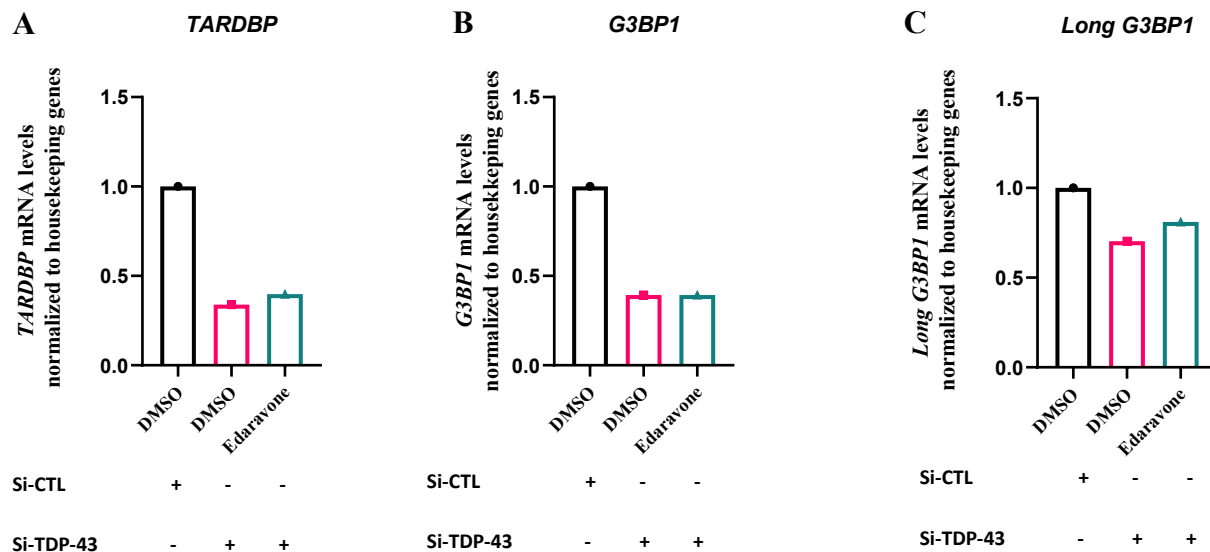 A
TARDBP
TARDBP mRNA levels
normalized to housekeeping genes
1.5
1.0
0.5
0.0
DMSO
DMSO
Edaravone
Si-CTL + - -
Si-TDP-43 - + +
B
G3BP1
G3BP1 mRNA levels
normalized to housekkeping genes
1.5
1.0
0.5
0.0
DMSO
DMSO
Edaravone
Si-CTL + - -
Si-TDP-43 - + +
C
Long G3BP1
Long G3BP1 mRNA levels
normalized to housekeeping genes
1.5
1.0
0.5
0.0
DMSO
DMSO
Edaravone
Si-CTL + - -
Si-TDP-43 - + +